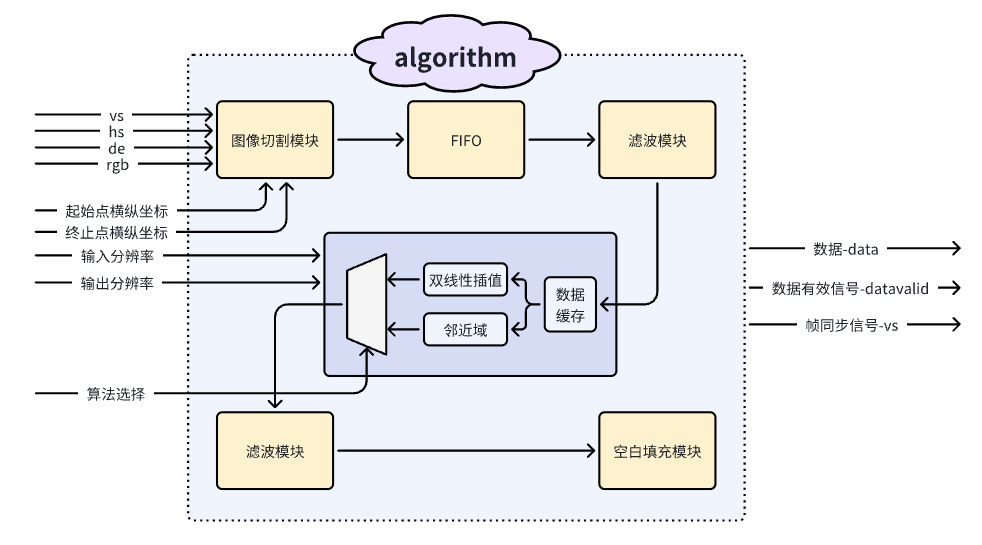 algorithm
vs
hs
de
rgb
图像切割模块
FIFO
滤波模块
起始点横纵坐标
终止点横纵坐标
输入分辨率
输出分辨率
双线性插值
邻近域
数据
缓存
数据-data
数据有效信号-datavalid
帧同步信号-vs
算法选择
滤波模块
空白填充模块